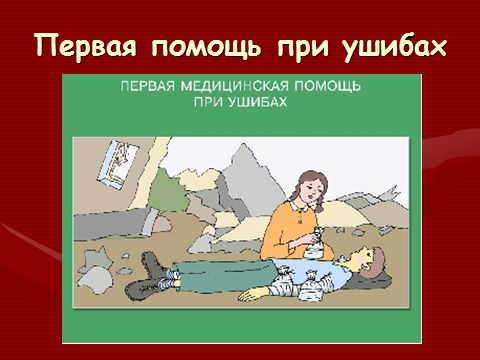 Первая помощь при ушибах
ПЕРВАЯ МЕДИЦИНСКАЯ ПОМОЩЬ
ПРИ УШИБАХ